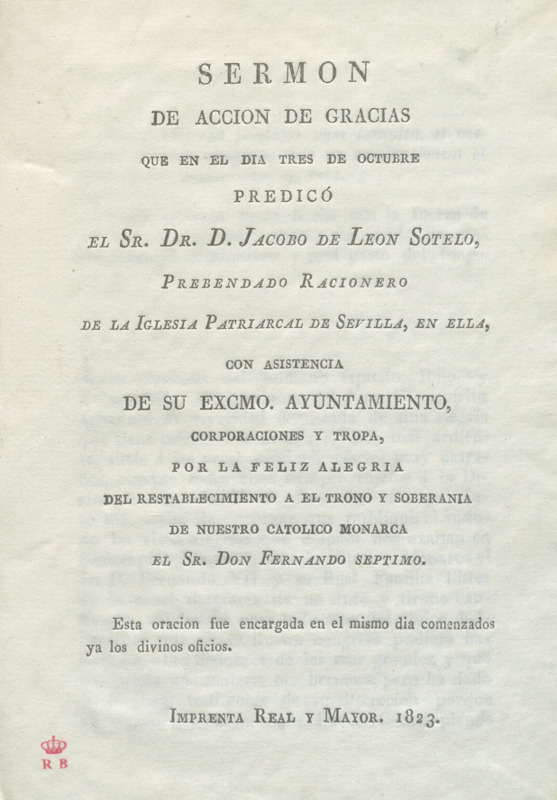 SERMON
DE ACCION DE GRACIAS
QUE EN EL DIA TRES DE OCTUBRE
PREDICÓ
EL SR. DR. D. JACOBO DE LEON SOTELO,
PREBENDADO RACIONERO
DE LA IGLESIA PATRIARCAL DE SEVILLA, EN ELLA,
CON ASISTENCIA
DE SU EXCMO. AYUNTAMIENTO,
CORPORACIONES Y TROPA,
POR LA FELIZ ALEGRIA
DEL RESTABLECIMIENTO A EL TRONO Y SOBERANIA
DE NUESTRO CATOLICO MONARCA
EL SR. DON FERNANDO SEPTIMO.
Esta oracion fue encargada en el mismo dia comenzados
ya los divinos oficios.
IMPRENTA REAL Y MAYOR. 1823.
R B